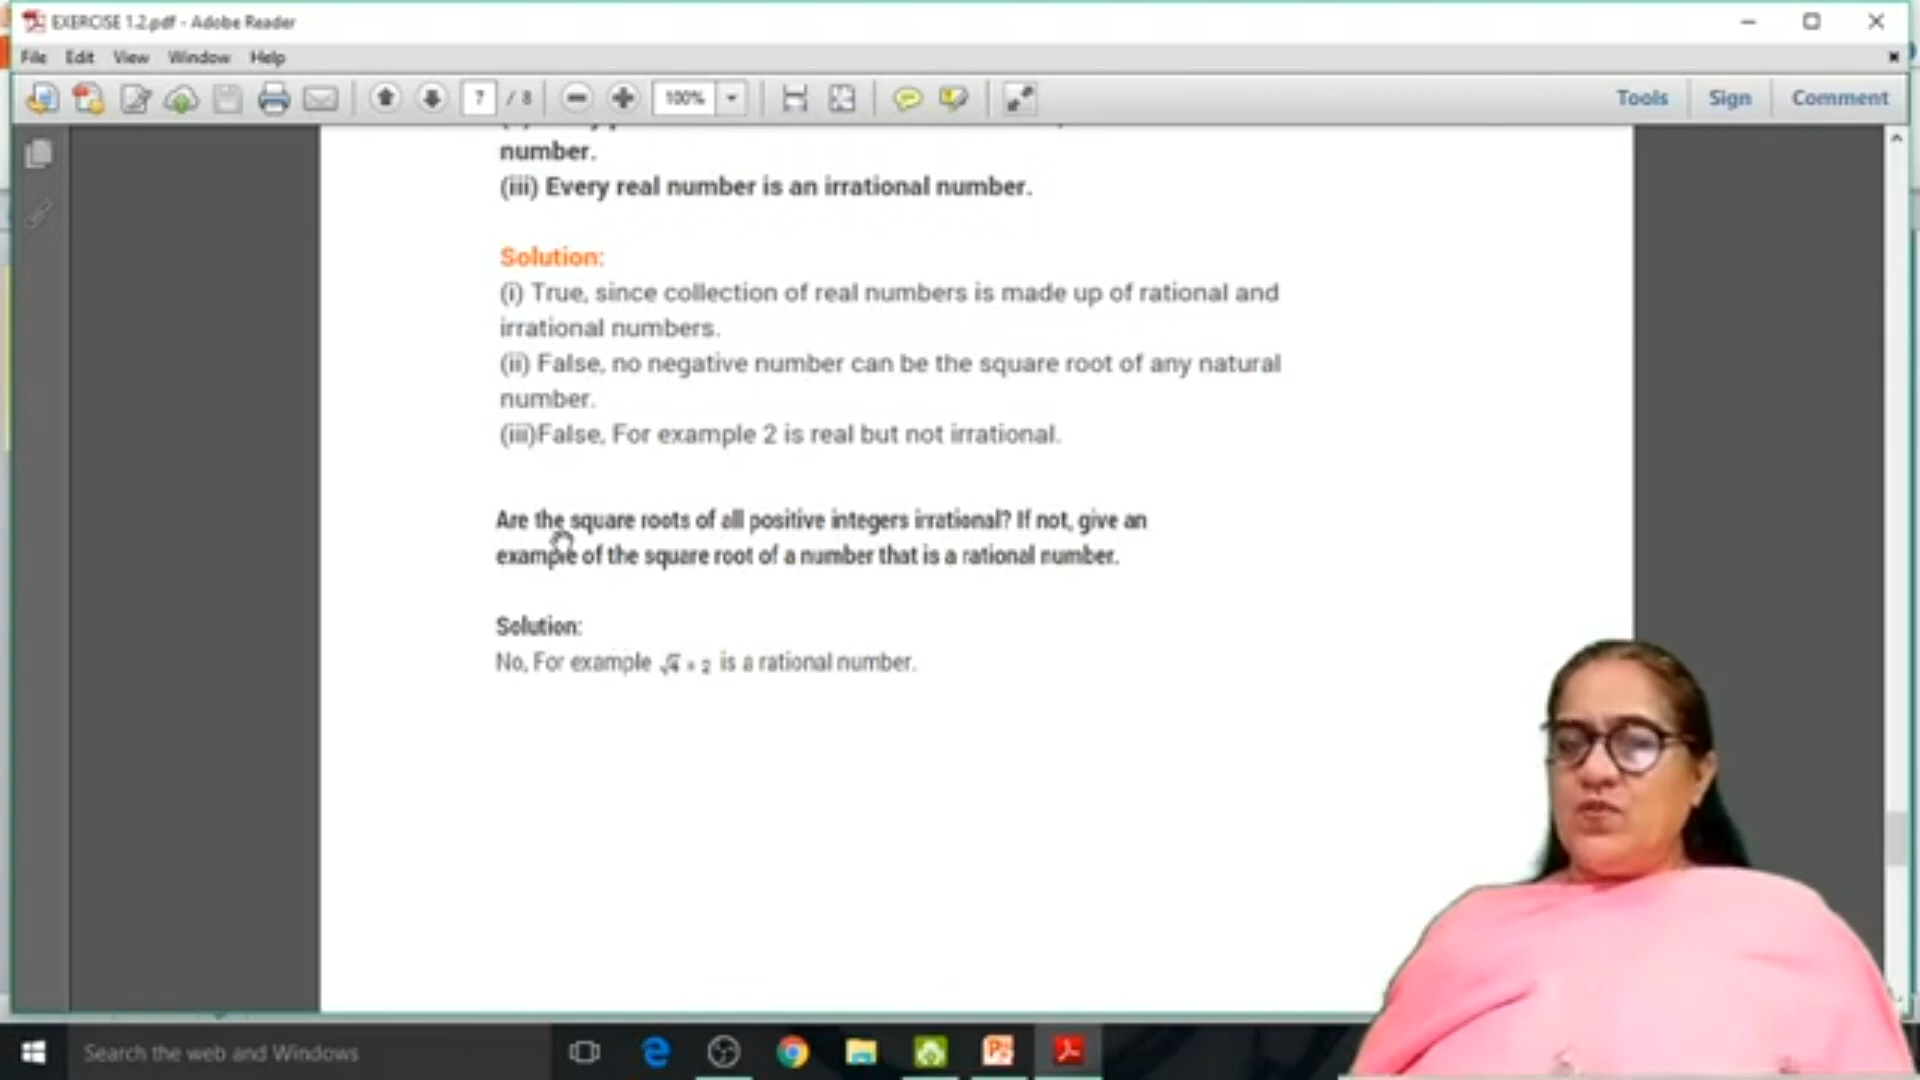 EXERCISE 1.2.pdf - Adobe Reader
File Edit View Window Help
7 / 8 100% Tools Sign Comment
number.
(iii) Every real number is an irrational number.
Solution:
(i) True, since collection of real numbers is made up of rational and
irrational numbers.
(ii) False, no negative number can be the square root of any natural
number.
(iii)False, For example 2 is real but not irrational.
Are the square roots of all positive integers irrational? If not, give an
example of the square root of a number that is a rational number.
Solution:
No, For example √4 = 2 is a rational number.
Search the web and Windows